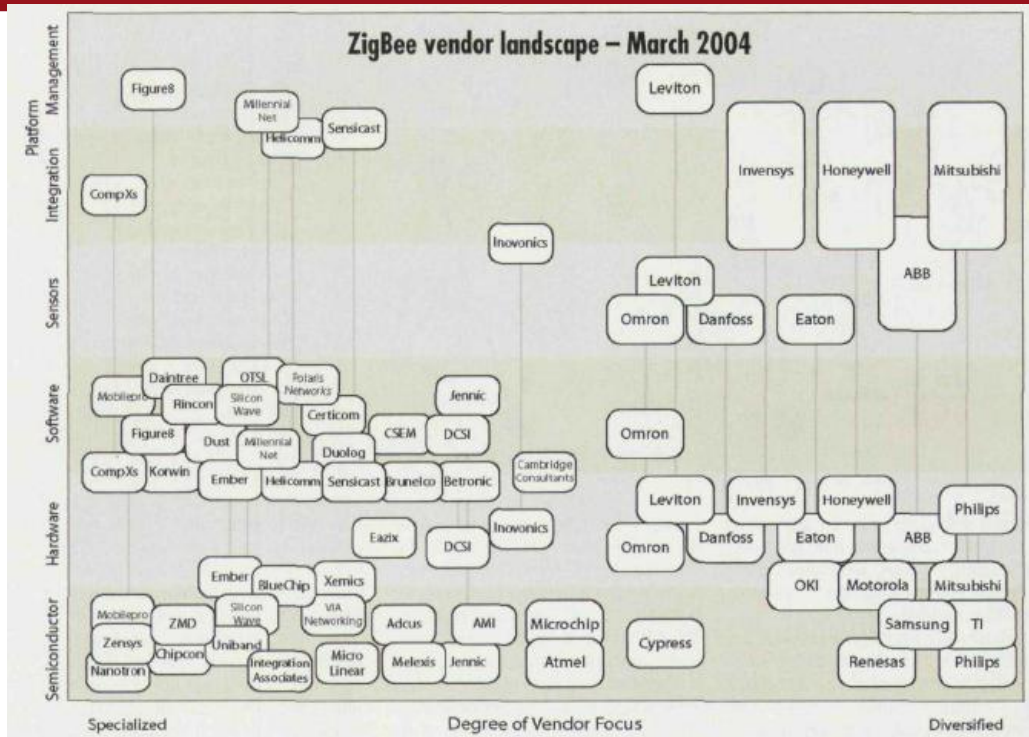 ZigBee vendor landscape – March 2004
Platform
Management
Integration
Sensors
Software
Hardware
Semiconductor
Figure8
Millennial
Net
Helicomm
Sensicast
Leviton
CompXs
Invensys
Honeywell
Mitsubishi
Inovonics
ABB
Leviton
Omron
Danfoss
Eaton
Mobilepro
Daintree
Rincon
OTSL
Silicon
Wave
Polaris
Networks
Certicom
Jennic
Figure8
Dust
Millennial
Net
Duolog
CSEM
DCSI
Omron
CompXs
Korwin
Ember
Helicomm
Sensicast
Brunelco
Betronic
Cambridge
Consultants
Leviton
Invensys
Honeywell
Philips
Eazix
DCSI
Inovonics
Omron
Danfoss
Eaton
ABB
Ember
BlueChip
Xemics
OKI
Motorola
Mitsubishi
Mobilepro
ZMD
Silicon
Wave
VIA
Networking
Adcus
AMI
Microchip
Samsung
TI
Zensys
Chipcon
Uniband
Cypress
Nanotron
Integration
Associates
Micro
Linear
Melexis
Jennic
Atmel
Renesas
Philips
Specialized
Degree of Vendor Focus
Diversified